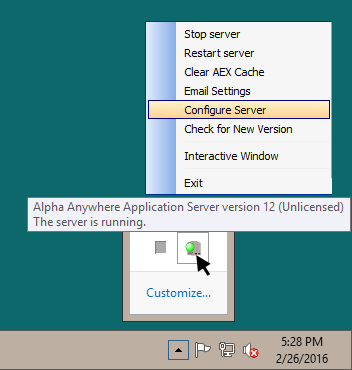 Stop server
Restart server
Clear AEX Cache
Email Settings
Configure Server
Check for New Version
Interactive Window
Exit
Alpha Anywhere Application Server version 12 (Unlicensed)
The server is running.
Customize...
5:28 PM
2/26/2016